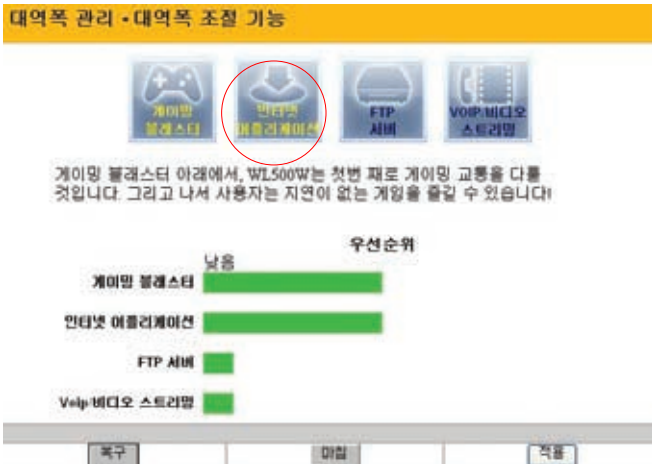 대역폭 관리 - 대역폭 조절 기능
게이밍
블래스터
인터넷
어플리케이션
FTP
서버
VOIP/비디오
스트리밍
게이밍 블래스터 아래에서, WL500W는 첫번 째로 게이밍 교통을 다룰
것입니다. 그리고 나서 사용자는 지연이 없는 게임을 즐길 수 있습니다!
우선순위
낮음
게이밍 블래스터
인터넷 어플리케이션
FTP 서버
Voip/비디오 스트리밍
복구
마침
적용